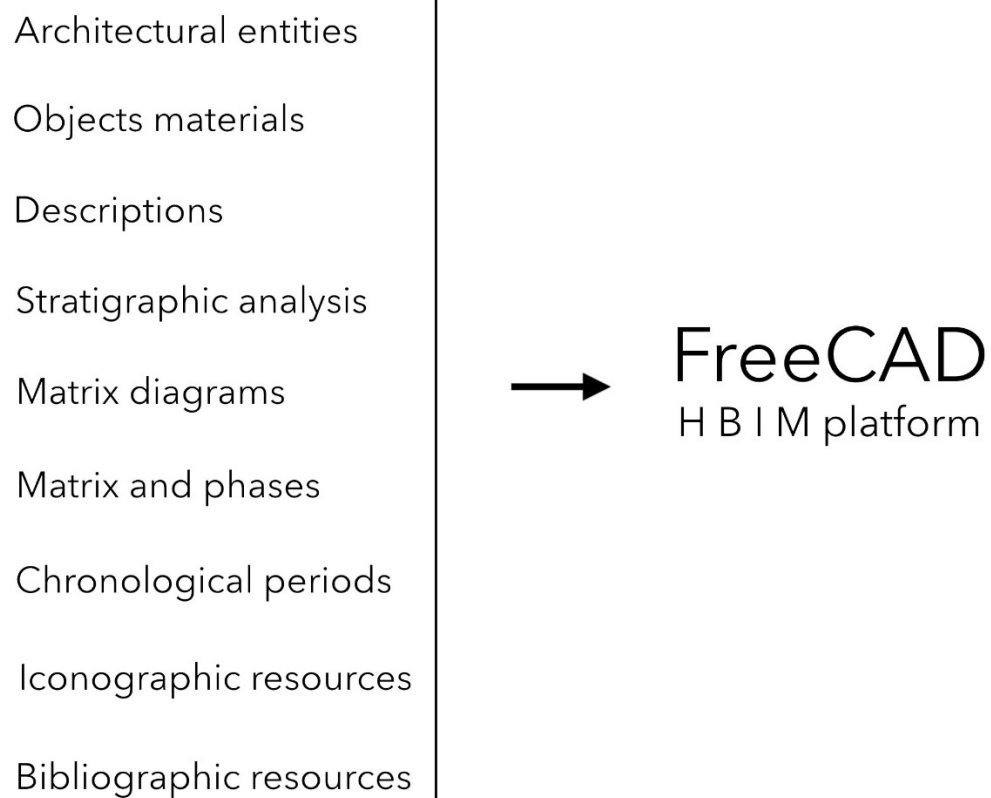 Architectural entities
Objects materials
Descriptions
Stratigraphic analysis
Matrix diagrams
Matrix and phases
Chronological periods
Iconographic resources
Bibliographic resources
FreeCAD
H B I M platform